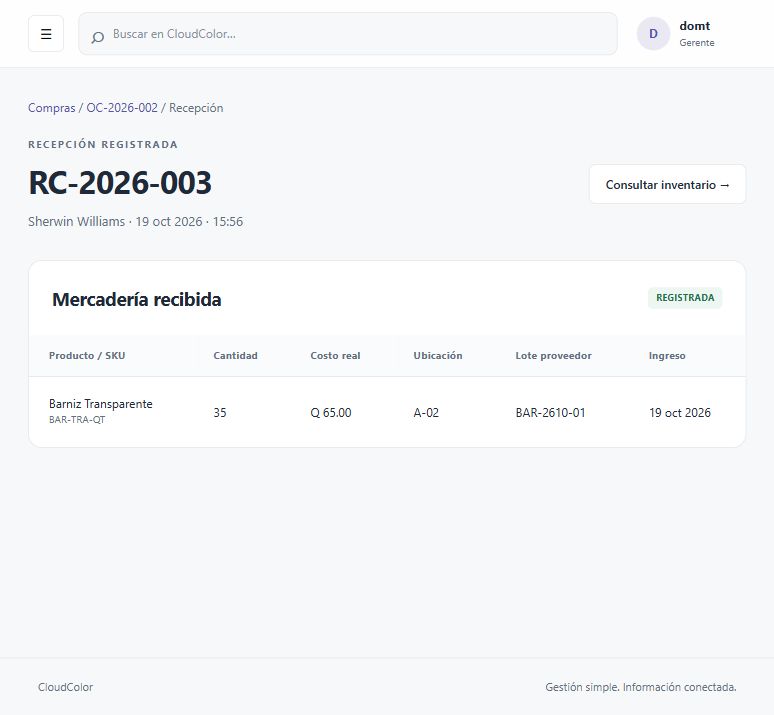 ☰
Buscar en CloudColor...
D
domt
Gerente
Compras / OC-2026-002 / Recepción
RECEPCIÓN REGISTRADA
RC-2026-003
Consultar inventario →
Sherwin Williams · 19 oct 2026 · 15:56
Mercadería recibida
REGISTRADA
Producto / SKU Cantidad Costo real Ubicación Lote proveedor Ingreso
Barniz Transparente
BAR-TRA-QT
35 Q 65.00 A-02 BAR-2610-01 19 oct 2026
CloudColor
Gestión simple. Información conectada.